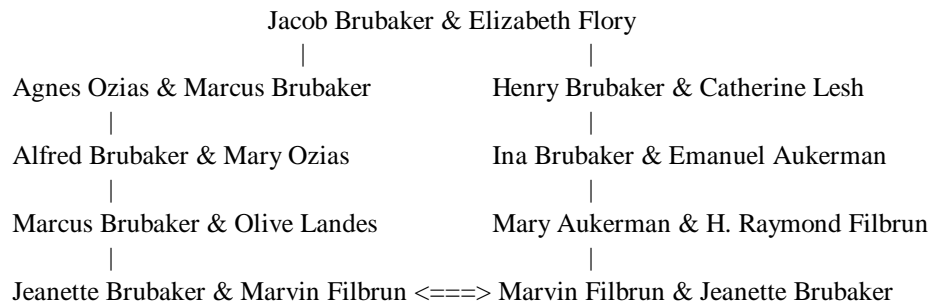 Jacob Brubaker & Elizabeth Flory
| |
Agnes Ozias & Marcus Brubaker Henry Brubaker & Catherine Lesh
| |
Alfred Brubaker & Mary Ozias Ina Brubaker & Emanuel Aukerman
| |
Marcus Brubaker & Olive Landes Mary Aukerman & H. Raymond Filbrun
| |
Jeanette Brubaker & Marvin Filbrun <===> Marvin Filbrun & Jeanette Brubaker